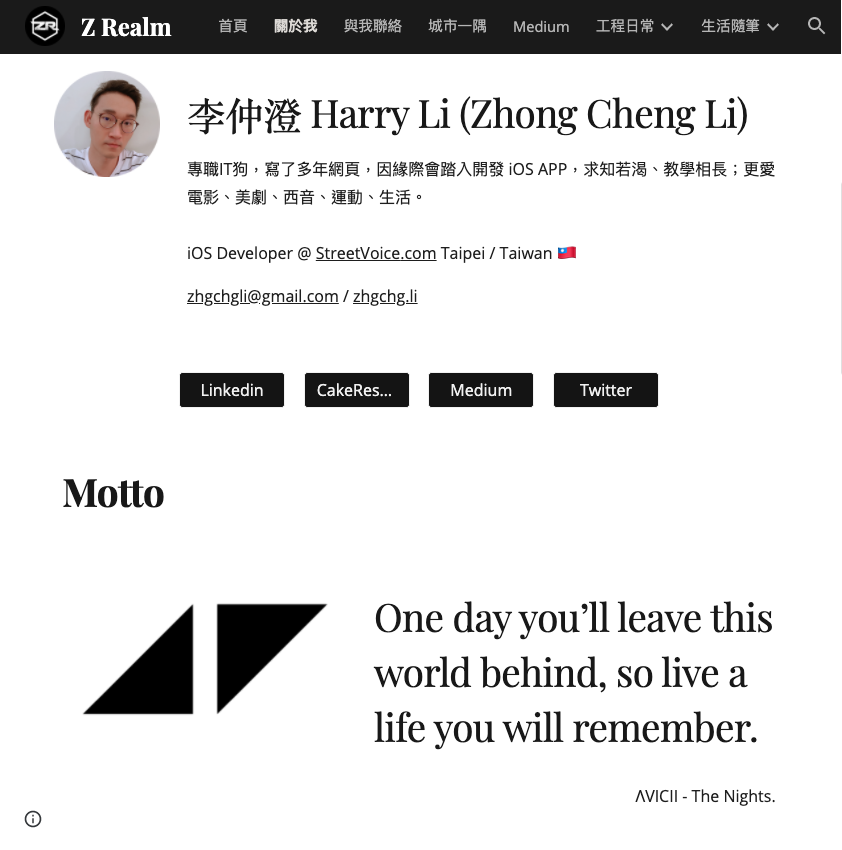 ZR
Z Realm
首頁
關於我
與我聯絡
城市一隅
Medium
工程日常
生活隨筆
李仲澄 Harry Li (Zhong Cheng Li)
專職IT狗，寫了多年網頁，因緣際會踏入開發 iOS APP，求知若渴、教學相長；更愛
電影、美劇、西音、運動、生活。
iOS Developer @ StreetVoice.com Taipei / Taiwan 🇹🇼
zhgchgli@gmail.com / zhgchg.li
Linkedin
CakeRes...
Medium
Twitter
Motto
One day you’ll leave this
world behind, so live a
life you will remember.
ΛVICII - The Nights.